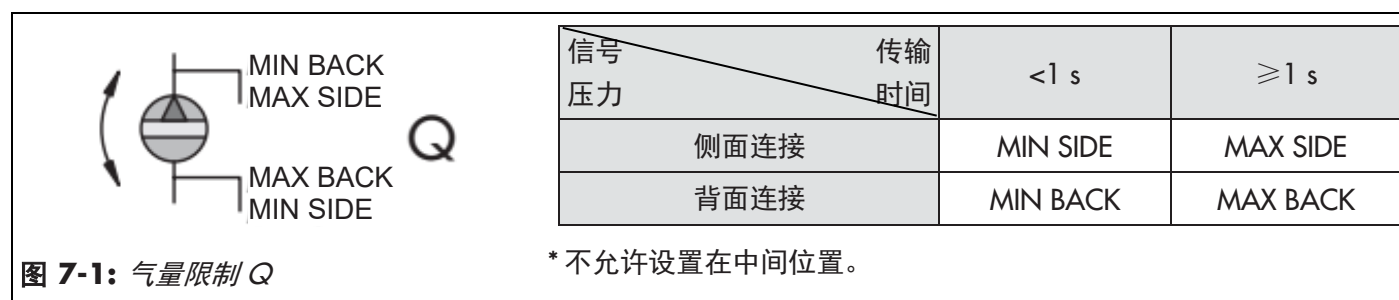 MIN BACK
MAX SIDE
Q
MAX BACK
MIN SIDE
图 7-1: 气量限制 Q
信号 传输 <1 s ≥1 s
压力 时间
侧面连接 MIN SIDE MAX SIDE
背面连接 MIN BACK MAX BACK
* 不允许设置在中间位置。